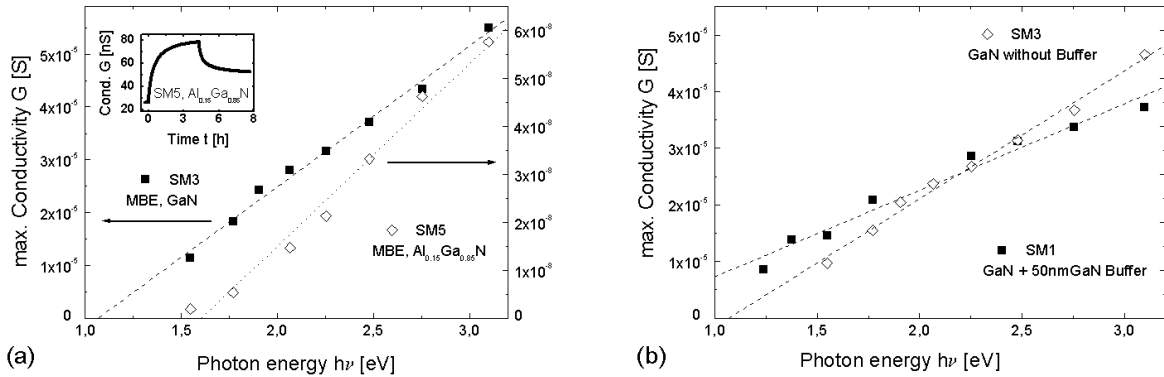 max. Conductivity G [S]
5x10⁻⁵
4x10⁻⁵
3x10⁻⁵
2x10⁻⁵
1x10⁻⁵
0
Cond. G [nS]
80
60
40
20
SM5, Al₀.₁₅Ga₀.₈₅N
0 2 4 6 8
Time t [h]
SM3
MBE, GaN
SM5
MBE, Al₀.₁₅Ga₀.₈₅N
6x10⁻⁸
5x10⁻⁸
4x10⁻⁸
3x10⁻⁸
2x10⁻⁸
1x10⁻⁸
0
1,0 1,5 2,0 2,5 3,0
(a)
Photon energy hν [eV]
max. Conductivity G [S]
5x10⁻⁵
4x10⁻⁵
3x10⁻⁵
2x10⁻⁵
1x10⁻⁵
0
SM3
GaN without Buffer
SM1
GaN + 50nmGaN Buffer
1,0 1,5 2,0 2,5 3,0
(b)
Photon energy hν [eV]